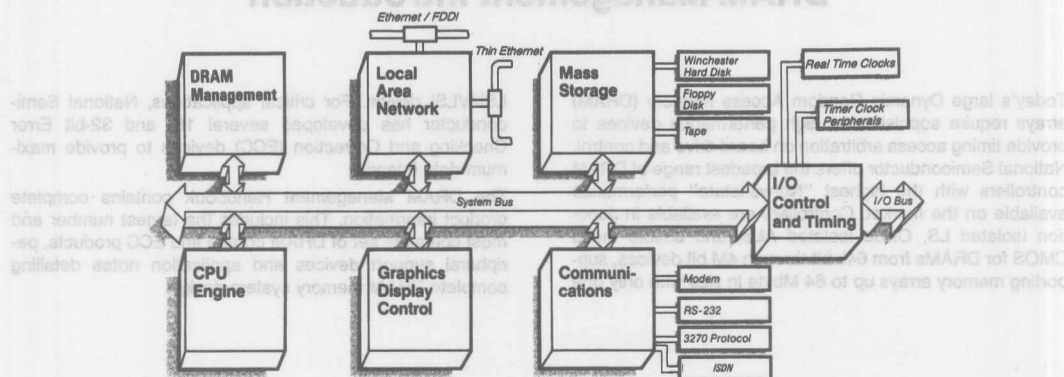 Ethernet / FDDI
Thin Ethernet
DRAM
Management
Local
Area
Network
Mass
Storage
Winchester
Hard Disk
Floppy
Disk
Tape
Real Time Clocks
Timer Clock
Peripherals
System Bus
I/O
Control
and Timing
I/O Bus
CPU
Engine
Graphics
Display
Control
Communi-
cations
Modem
RS-232
3270 Protocol
ISDN